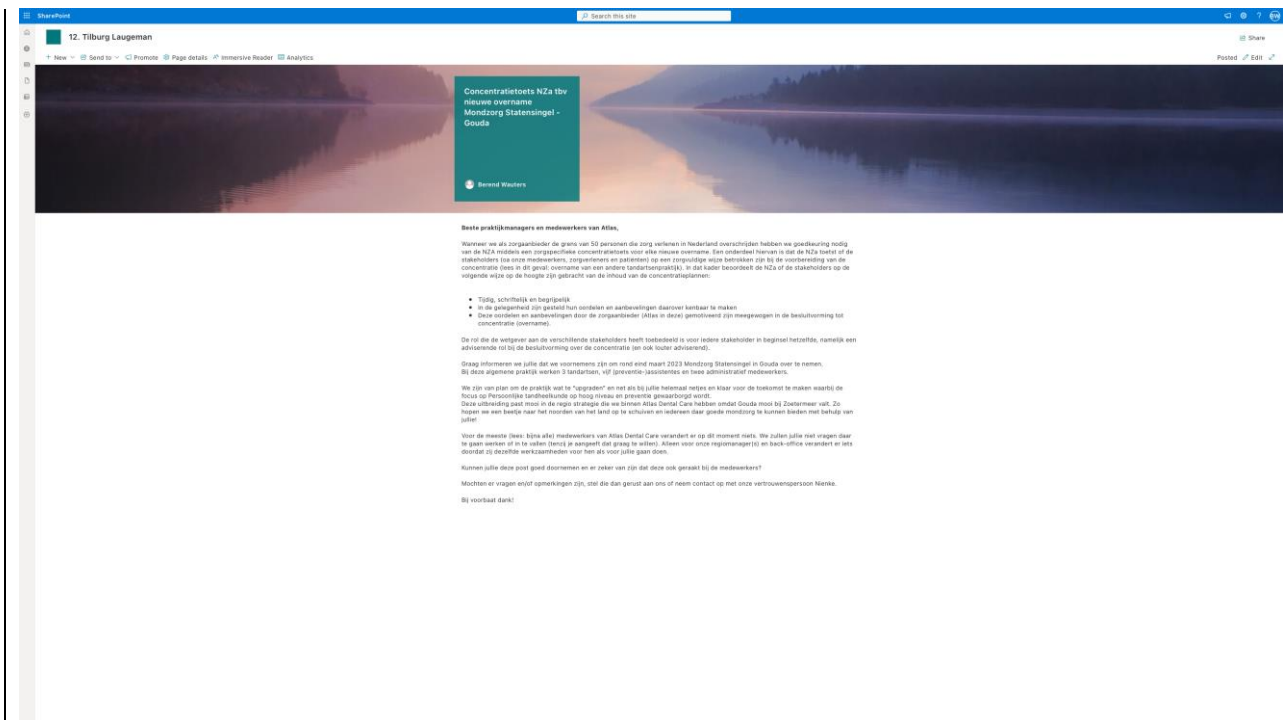 SharePoint
Search this site
BW
12. Tilburg Laugeman
Share
+ New
Send to
Promote
Page details
Immersive Reader
Analytics
Posted
Edit
Concentratietoets NZa tbv
nieuwe overname
Mondzorg Statensingel -
Gouda
Berend Wauters
Beste praktijkmanagers en medewerkers van Atlas,
Wanneer we als zorgaanbieder de grens van 50 personen die zorg verlenen in Nederland overschrijden hebben we goedkeuring nodig
van de NZA middels een zorgspecifieke concentratietoets voor elke nieuwe overname. Een onderdeel hiervan is dat de NZa toetst of de
stakeholders (oa onze medewerkers, zorgverleners en patiënten) op een zorgvuldige wijze betrokken zijn bij de voorbereiding van de
concentratie (lees in dit geval: overname van een andere tandartsenpraktijk). In dat kader beoordeelt de NZa of de stakeholders op de
volgende wijze op de hoogte zijn gebracht van de inhoud van de concentratieplannen:
• Tijdig, schriftelijk en begrijpelijk
• In de gelegenheid zijn gesteld hun oordelen en aanbevelingen daarover kenbaar te maken
• Deze oordelen en aanbevelingen door de zorgaanbieder (Atlas in deze) gemotiveerd zijn meegewogen in de besluitvorming tot
concentratie (overname).
De rol die de wetgever aan de verschillende stakeholders heeft toebedeeld is voor iedere stakeholder in beginsel hetzelfde, namelijk een
adviserende rol bij de besluitvorming over de concentratie (en ook louter adviserend).
Graag informeren we jullie dat we voornemens zijn om rond eind maart 2023 Mondzorg Statensingel in Gouda over te nemen.
Bij deze algemene praktijk werken 3 tandartsen, vijf (preventie-)assistentes en twee administratief medewerkers.
We zijn van plan om de praktijk wat te "upgraden" en net als bij jullie helemaal netjes en klaar voor de toekomst te maken waarbij de
focus op Persoonlijke tandheelkunde op hoog niveau en preventie gewaarborgd wordt.
Deze uitbreiding past mooi in de regio strategie die we binnen Atlas Dental Care hebben omdat Gouda mooi bij Zoetermeer valt. Zo
hopen we een beetje naar het noorden van het land op te schuiven en iedereen daar goede mondzorg te kunnen bieden met behulp van
jullie!
Voor de meeste (lees: bijna alle) medewerkers van Atlas Dental Care verandert er op dit moment niets. We zullen jullie niet vragen daar
te gaan werken of in te vallen (tenzij je aangeeft dat graag te willen). Alleen voor onze regiomanager(s) en back-office verandert er iets
doordat zij dezelfde werkzaamheden voor hen als voor jullie gaan doen.
Kunnen jullie deze post goed doornemen en er zeker van zijn dat deze ook geraakt bij de medewerkers?
Mochten er vragen en/of opmerkingen zijn, stel die dan gerust aan ons of neem contact op met onze vertrouwenspersoon Nienke.
Bij voorbaat dank!